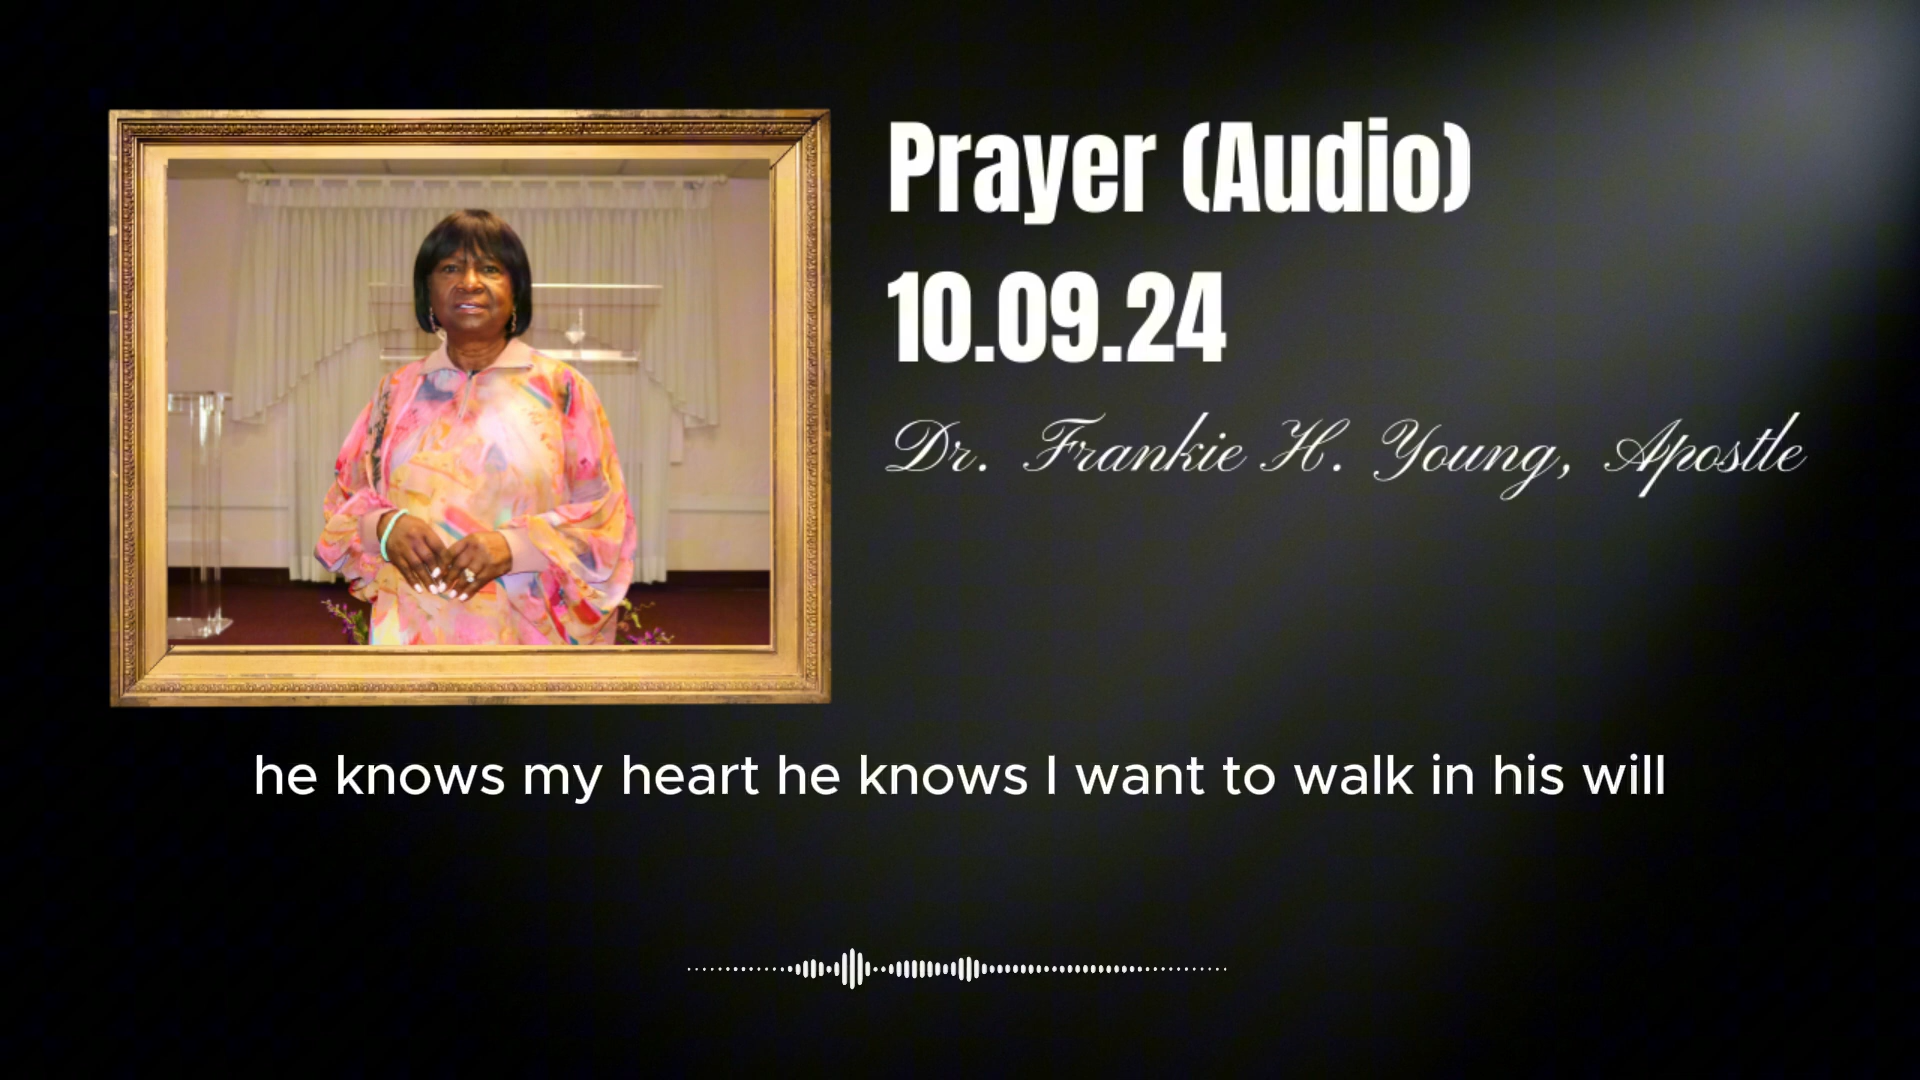 Prayer (Audio)
10.09.24
Dr. Frankie H. Young, Apostle
he knows my heart he knows I want to walk in his will